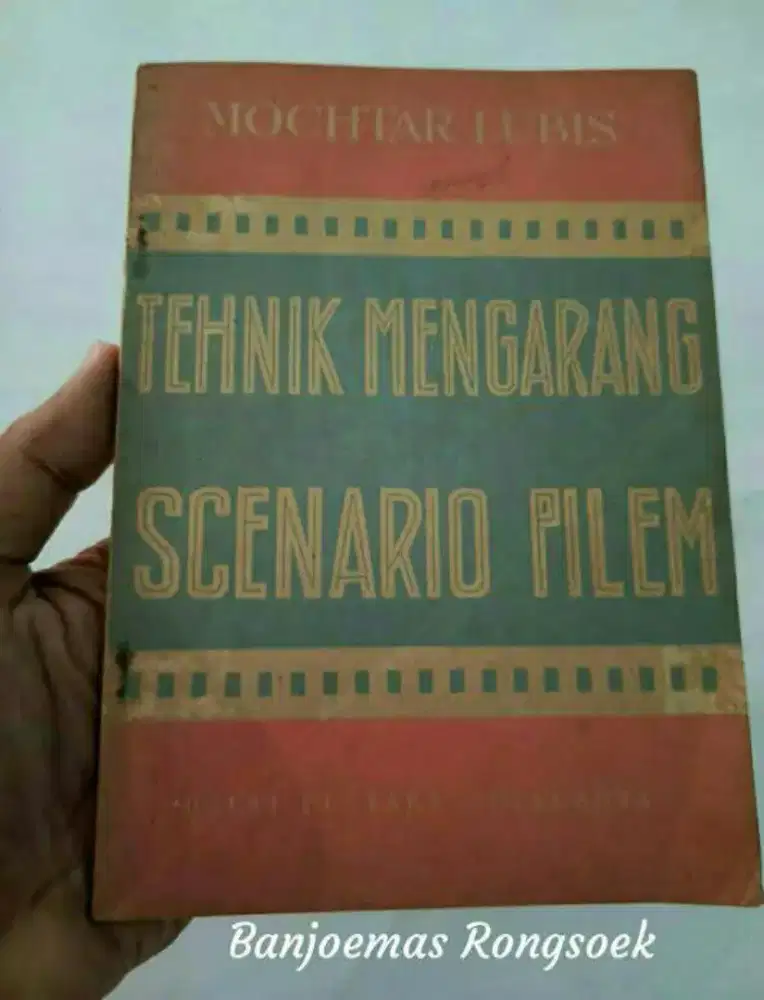 MOCHTAR LUBIS
TEHNIK MENGARANG
SCENARIO PILEM
Banjoemas Rongsoek